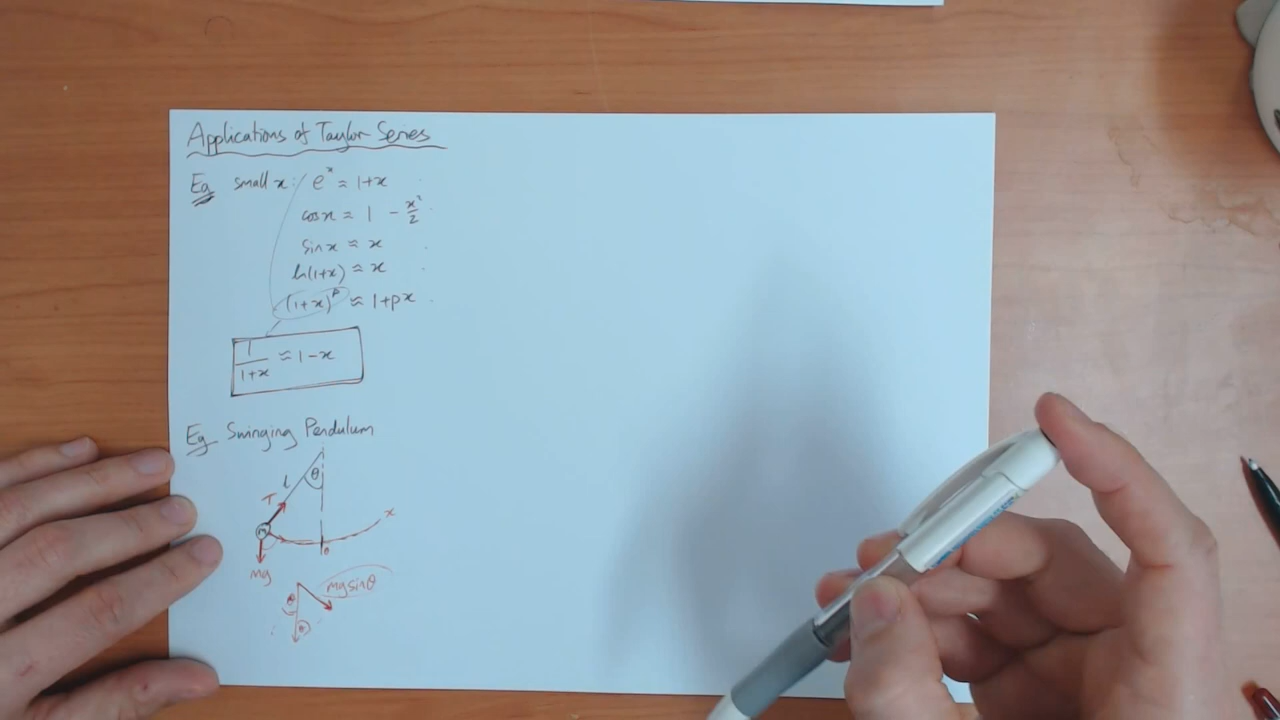 Applications of Taylor Series
Eg small x: e^x ≈ 1+x
cos x ≈ 1 - x²/2
sin x ≈ x
ln(1+x) ≈ x
(1+x)^p ≈ 1+px
1/(1+x) ≈ 1-x
Eg Swinging Pendulum
θ
l
T
x
m
0
mg
mg sin θ
θ
θ